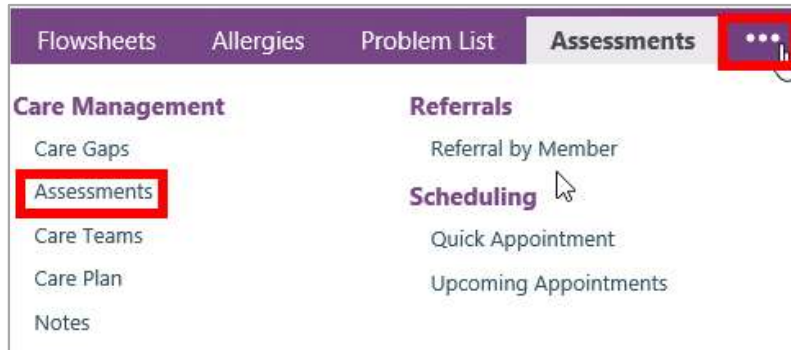 Flowsheets Allergies Problem List Assessments •••
Care Management
Care Gaps
Assessments
Care Teams
Care Plan
Notes
Referrals
Referral by Member
Scheduling
Quick Appointment
Upcoming Appointments